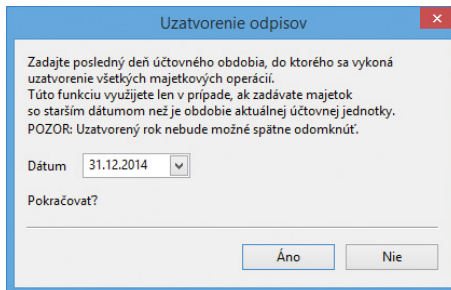 Uzatvorenie odpisov
Zadajte posledný deň účtovného obdobia, do ktorého sa vykoná
uzatvorenie všetkých majetkových operácií.
Túto funkciu využijete len v prípade, ak zadávate majetok
so starším dátumom než je obdobie aktuálnej účtovnej jednotky.
POZOR: Uzatvorený rok nebude možné spätne odomknúť.
Dátum 31.12.2014
Pokračovať?
Áno Nie